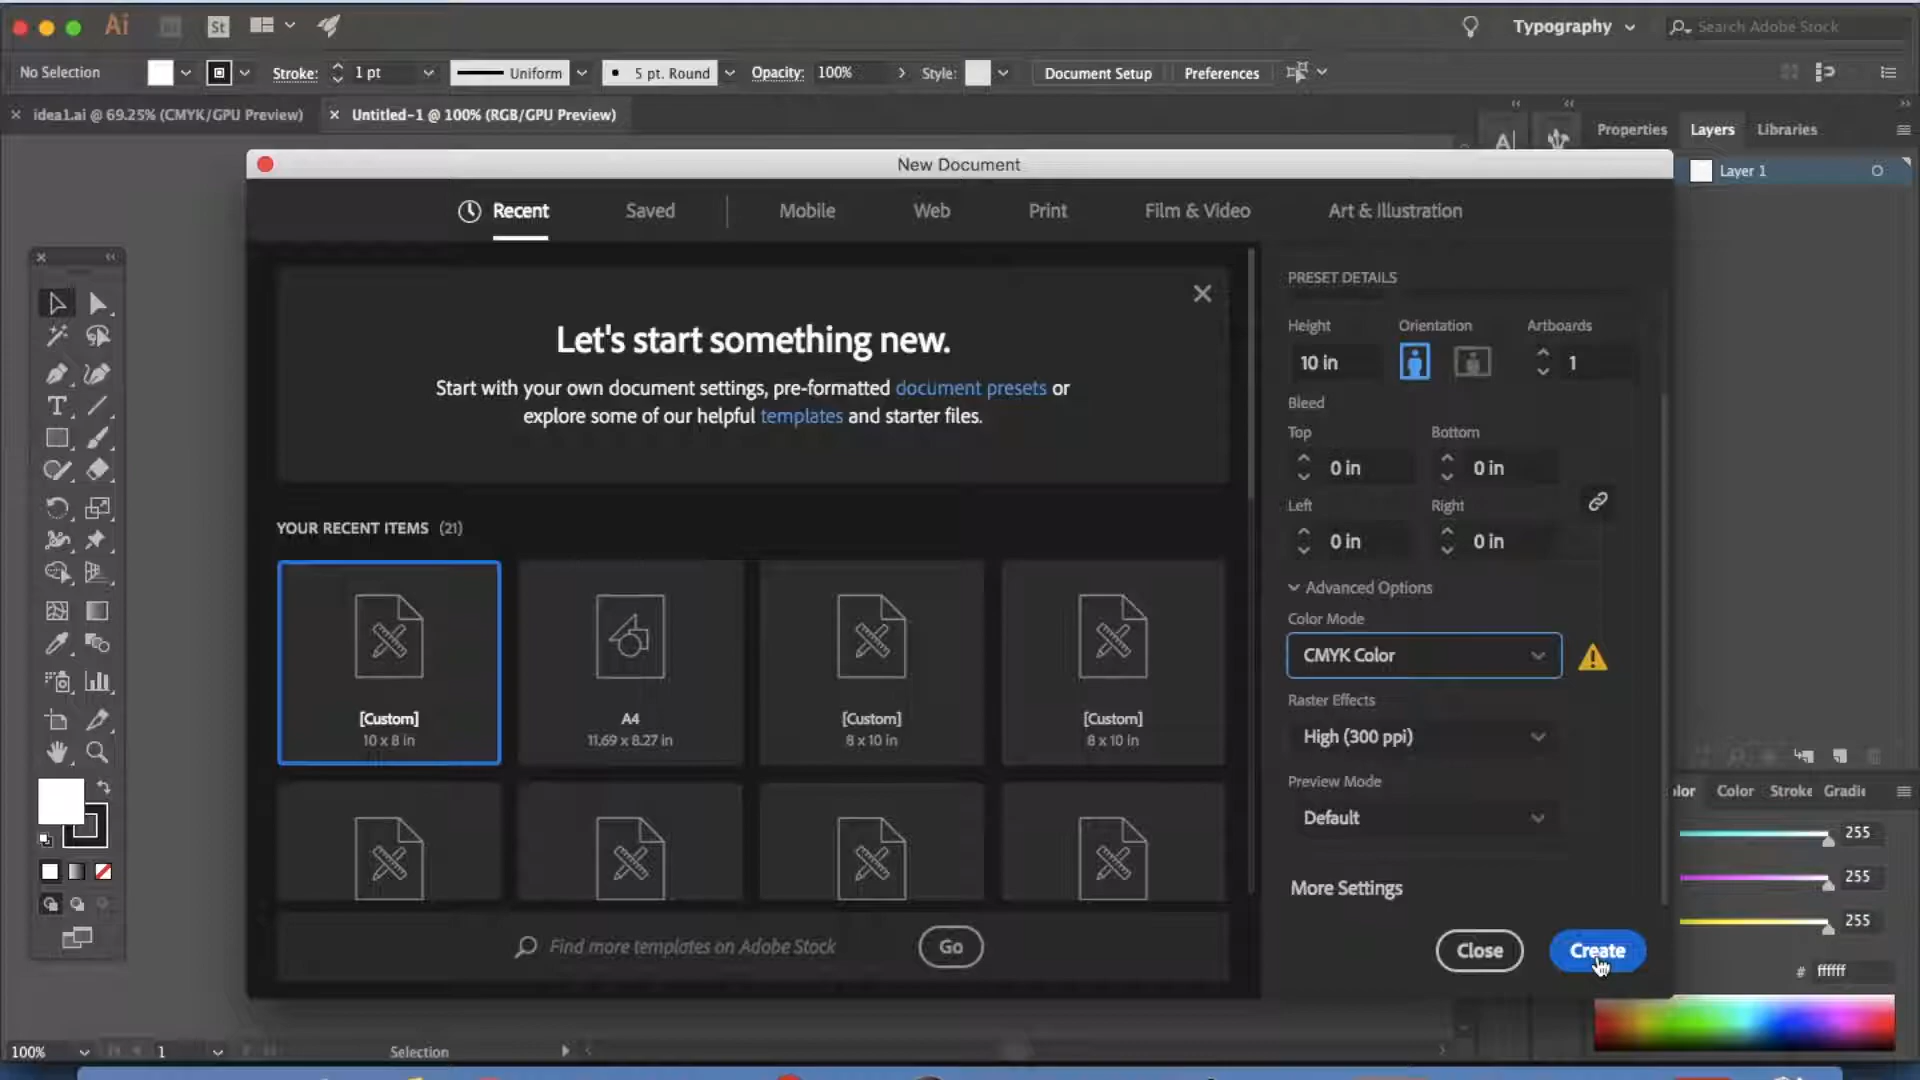 Ai St Typography Search Adobe Stock
No Selection Stroke: 1 pt Uniform 5 pt. Round Opacity: 100% Style: Document Setup Preferences
idea1.ai @ 69.25% (CMYK/GPU Preview) Untitled-1 @ 100% (RGB/GPU Preview)
Properties Layers Libraries
New Document
Layer 1
Recent Saved Mobile Web Print Film & Video Art & Illustration
PRESET DETAILS
Let's start something new.
Start with your own document settings, pre-formatted document presets or
explore some of our helpful templates and starter files.
Height Orientation Artboards
10 in 1
Bleed
Top Bottom
0 in 0 in
Left Right
0 in 0 in
YOUR RECENT ITEMS (21)
[Custom]
10 x 8 in
A4
11.69 x 8.27 in
[Custom]
8 x 10 in
[Custom]
8 x 10 in
Advanced Options
Color Mode
CMYK Color
Raster Effects
High (300 ppi)
Preview Mode
Default
More Settings
Find more templates on Adobe Stock Go
Close Create
Color Stroke Gradie
255
255
255
# ffffff
100% 1 Selection